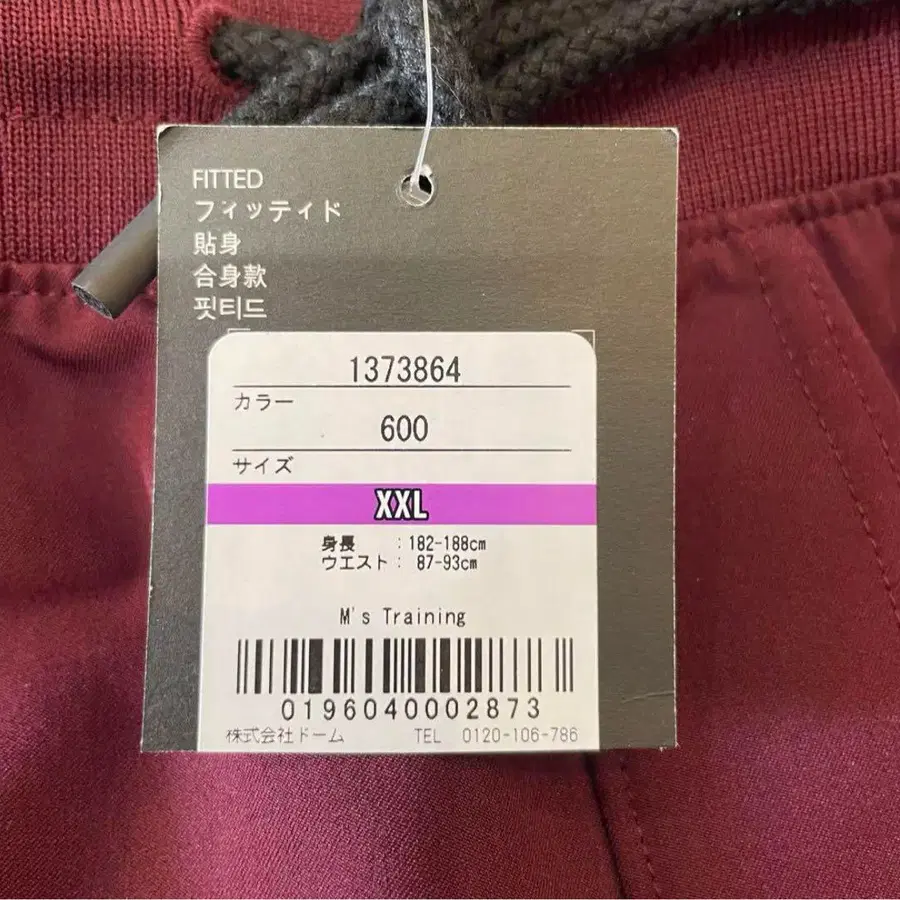 FITTED
フィッティド
貼身
合身款
핏티드
1373864
カラー
600
サイズ
XXL
身長 : 182-188cm
ウエスト : 87-93cm
M's Training
0196040002873
株式会社ドーム TEL 0120-106-786